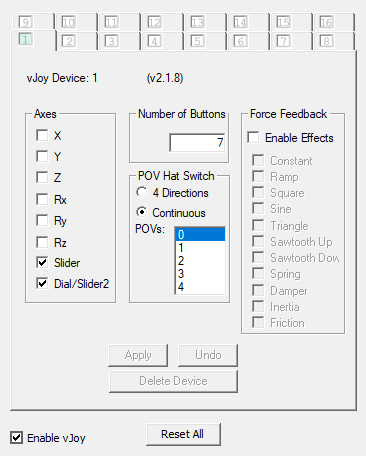 9 10 11 12 13 14 15 16
1 2 3 4 5 6 7 8
vJoy Device: 1 (v2.1.8)
Axes
X
Y
Z
Rx
Ry
Rz
Slider
Dial/Slider2
Number of Buttons
7
POV Hat Switch
4 Directions
Continuous
POVs:
0
1
2
3
4
Force Feedback
Enable Effects
Constant
Ramp
Square
Sine
Triangle
Sawtooth Up
Sawtooth Dow
Spring
Damper
Inertia
Friction
Apply Undo
Delete Device
Enable vJoy Reset All